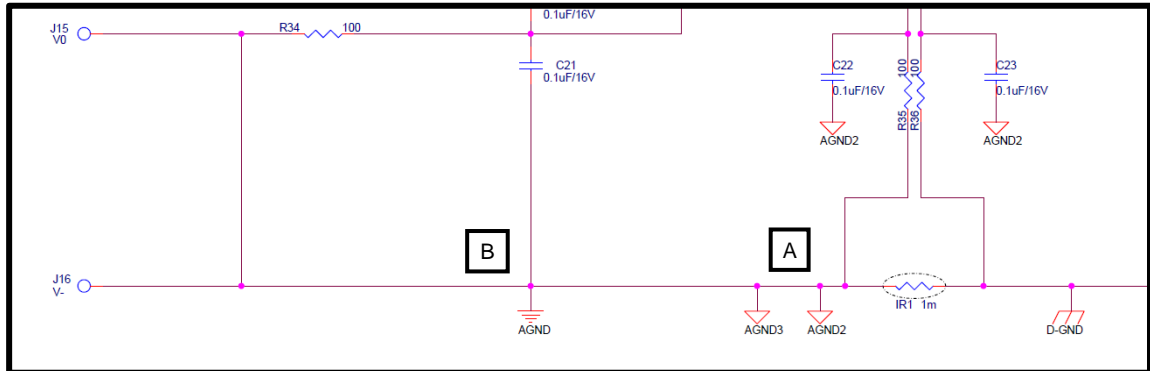 0.1uF/16V
J15
V0
R34
100
C21
0.1uF/16V
C22
0.1uF/16V
100
100
R35
R36
C23
0.1uF/16V
AGND2
AGND2
B
A
J16
V-
AGND
AGND3
AGND2
IR1 1m
D-GND